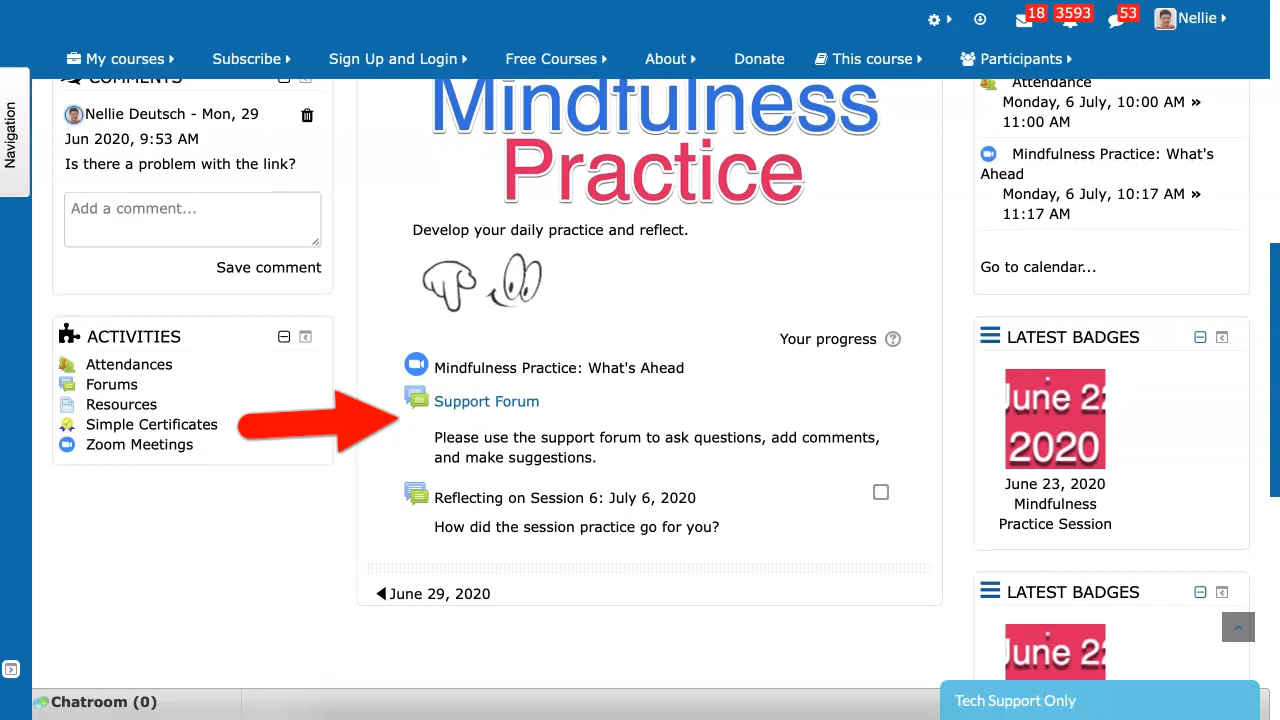 18 3593 53 Nellie
My courses Subscribe Sign Up and Login Free Courses About Donate This course Participants
Navigation
COMMENTS
Nellie Deutsch - Mon, 29
Jun 2020, 9:53 AM
Is there a problem with the link?
Add a comment...
Save comment
ACTIVITIES
Attendances
Forums
Resources
Simple Certificates
Zoom Meetings
Mindfulness
Practice
Develop your daily practice and reflect.
Your progress
Mindfulness Practice: What's Ahead
Support Forum
Please use the support forum to ask questions, add comments,
and make suggestions.
Reflecting on Session 6: July 6, 2020
How did the session practice go for you?
June 29, 2020
Attendance
Monday, 6 July, 10:00 AM »
11:00 AM
Mindfulness Practice: What's
Ahead
Monday, 6 July, 10:17 AM »
11:17 AM
Go to calendar...
LATEST BADGES
June 22
2020
June 23, 2020
Mindfulness
Practice Session
LATEST BADGES
June 22
Chatroom (0)
Tech Support Only